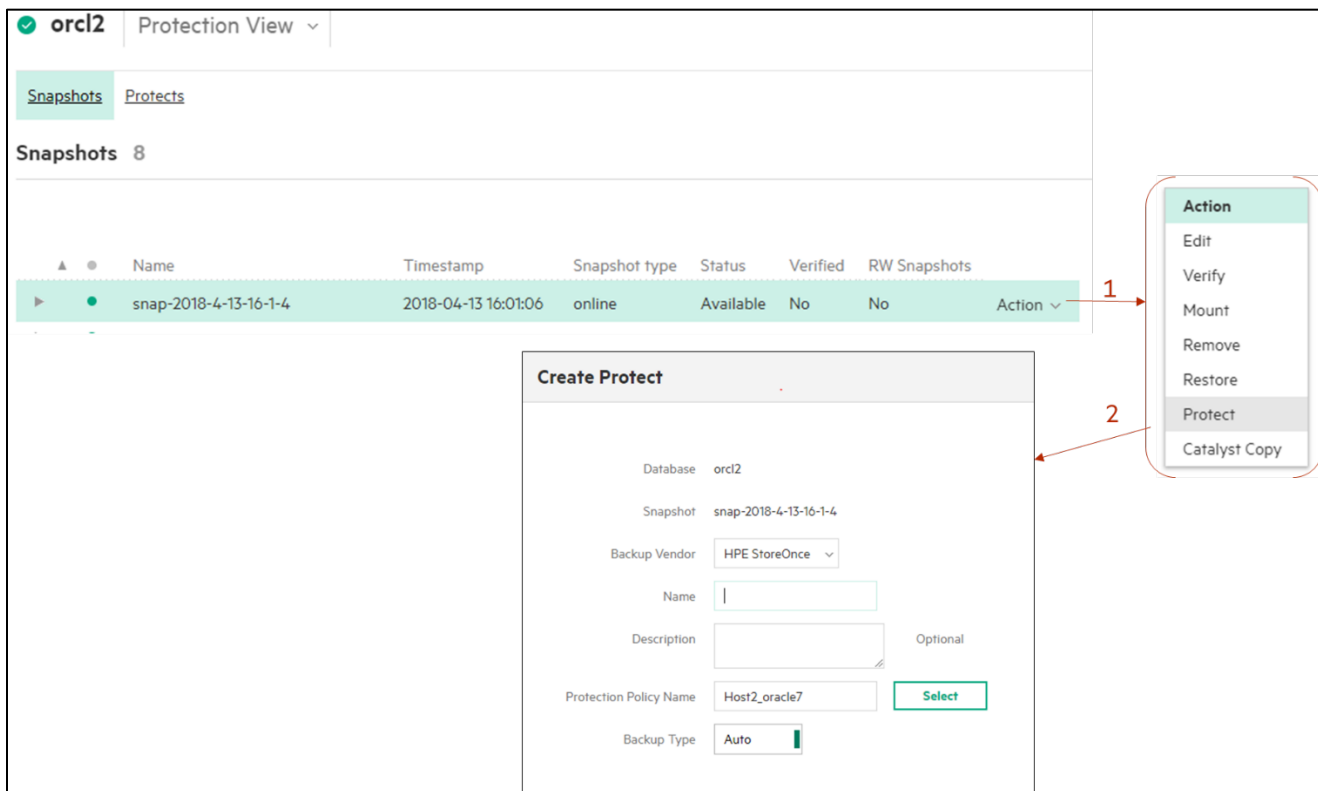 orcl2 Protection View
Snapshots Protects
Snapshots 8
Name Timestamp Snapshot type Status Verified RW Snapshots
snap-2018-4-13-16-1-4 2018-04-13 16:01:06 online Available No No Action
1
Action
Edit
Verify
Mount
Remove
Restore
Protect
Catalyst Copy
2
Create Protect
Database orcl2
Snapshot snap-2018-4-13-16-1-4
Backup Vendor HPE StoreOnce
Name
Description Optional
Protection Policy Name Host2_oracle7 Select
Backup Type Auto